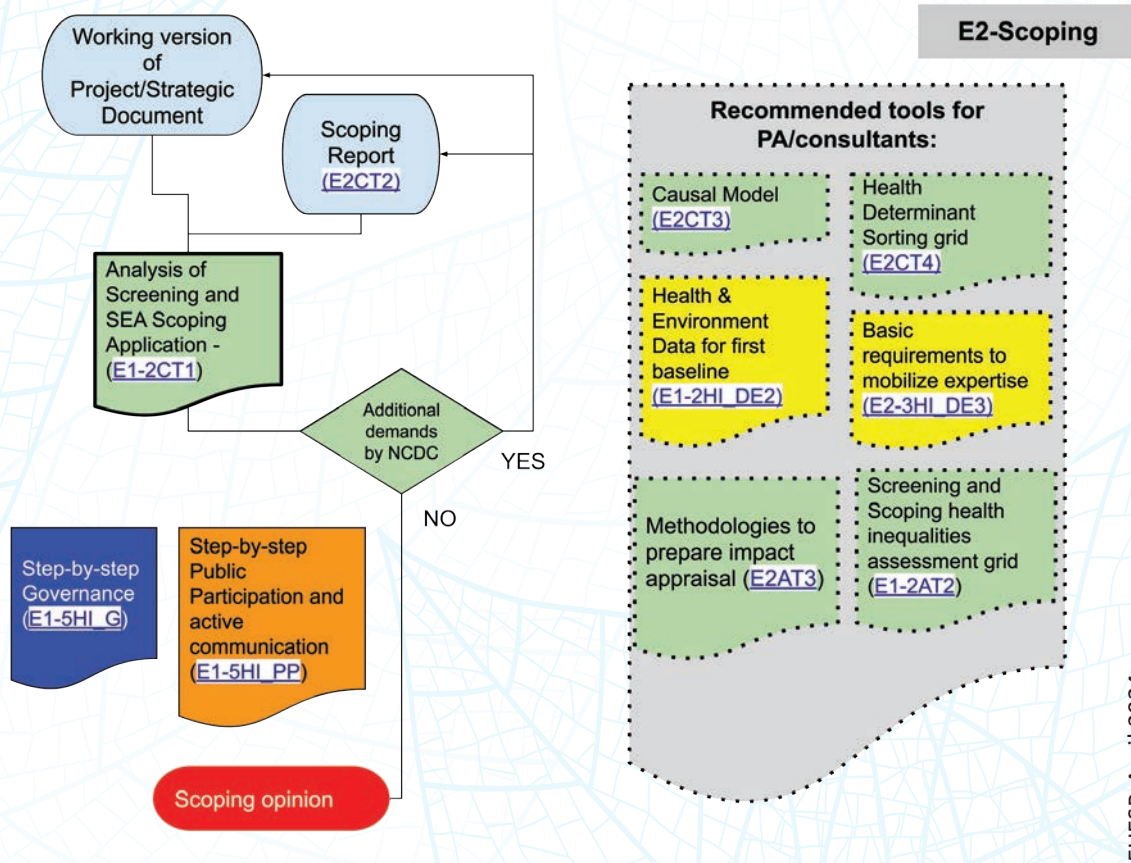 E2-Scoping
Working version
of
Project/Strategic
Document
Scoping
Report
(E2CT2)
Analysis of
Screening and
SEA Scoping
Application -
(E1-2CT1)
Additional
demands
by NCDC
YES
NO
Step-by-step
Governance
(E1-5HI_G)
Step-by-step
Public
Participation and
active
communication
(E1-5HI_PP)
Scoping opinion
Recommended tools for
PA/consultants:
Causal Model
(E2CT3)
Health
Determinant
Sorting grid
(E2CT4)
Health &
Environment
Data for first
baseline
(E1-2HI_DE2)
Basic
requirements to
mobilize expertise
(E2-3HI_DE3)
Methodologies to
prepare impact
appraisal (E2AT3)
Screening and
Scoping health
inequalities
assessment grid
(E1-2AT2)